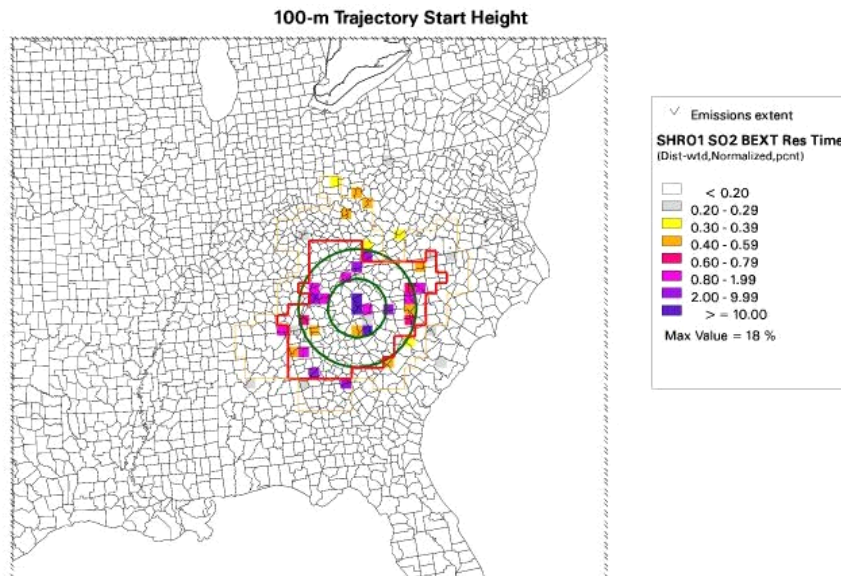 100-m Trajectory Start Height
Emissions extent
SHRO1 SO2 BEXT Res Time
(Dist-wtd,Normalized,pcnt)
< 0.20
0.20 - 0.29
0.30 - 0.39
0.40 - 0.59
0.60 - 0.79
0.80 - 1.99
2.00 - 9.99
> = 10.00
Max Value = 18 %